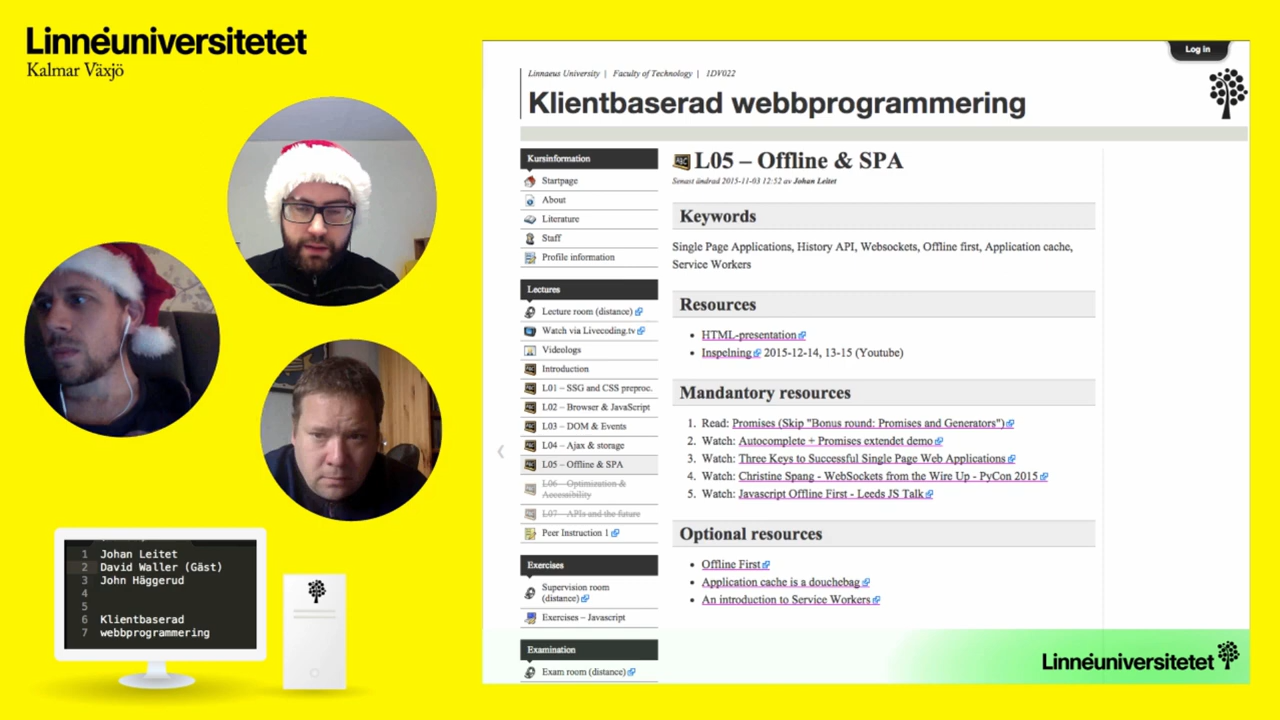 Linnéuniversitetet
Kalmar Växjö
1 Johan Leitet
2 David Waller (Gäst)
3 John Häggerud
4
5
6 Klientbaserad
7 webbprogrammering
Log in
Linnaeus University | Faculty of Technology | 1DV022
Klientbaserad webbprogrammering
Kursinformation
Startpage
About
Literature
Staff
Profile information
Lectures
Lecture room (distance)
Watch via Livecoding.tv
Videologs
Introduction
L01 – SSG and CSS preproc.
L02 – Browser & JavaScript
L03 – DOM & Events
L04 – Ajax & storage
L05 – Offline & SPA
L06 – Optimization &
Accessibility
L07 – APIs and the future
Peer Instruction 1
Exercises
Supervision room
(distance)
Exercises – Javascript
Examination
Exam room (distance)
L05 – Offline & SPA
Senast ändrad 2015-11-03 12:52 av Johan Leitet
Keywords
Single Page Applications, History API, Websockets, Offline first, Application cache,
Service Workers
Resources
• HTML-presentation
• Inspelning 2015-12-14, 13-15 (Youtube)
Mandantory resources
1. Read: Promises (Skip "Bonus round: Promises and Generators")
2. Watch: Autocomplete + Promises extendet demo
3. Watch: Three Keys to Successful Single Page Web Applications
4. Watch: Christine Spang - WebSockets from the Wire Up - PyCon 2015
5. Watch: Javascript Offline First - Leeds JS Talk
Optional resources
• Offline First
• Application cache is a douchebag
• An introduction to Service Workers
Linnéuniversitetet